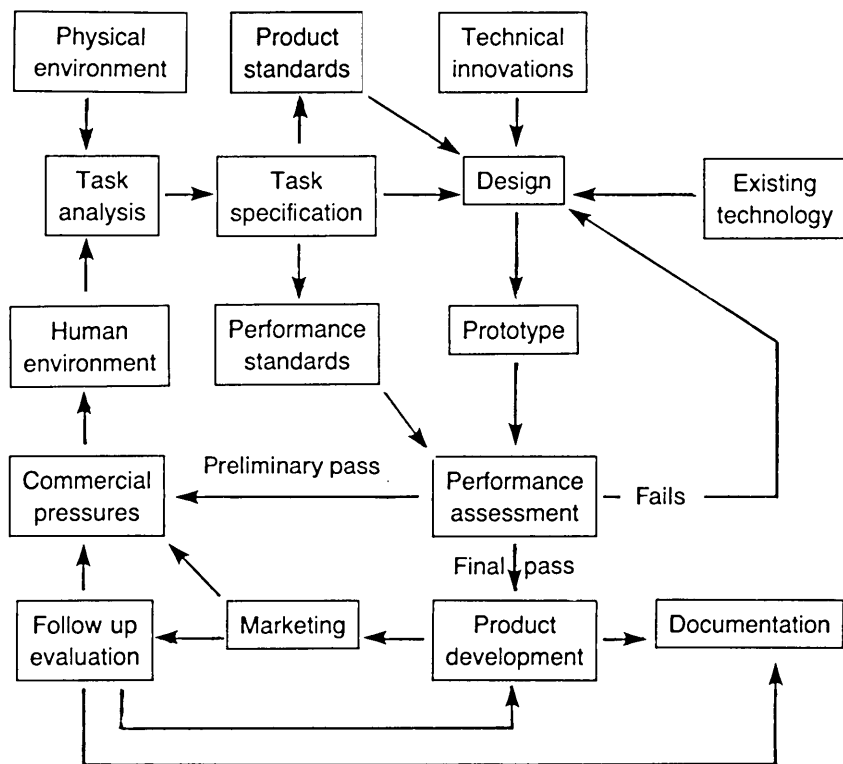 Physical
environment
Product
standards
Technical
innovations
Task
analysis
Task
specification
Design
Existing
technology
Human
environment
Performance
standards
Prototype
Commercial
pressures
Preliminary pass
Performance
assessment
Fails
Final pass
Follow up
evaluation
Marketing
Product
development
Documentation